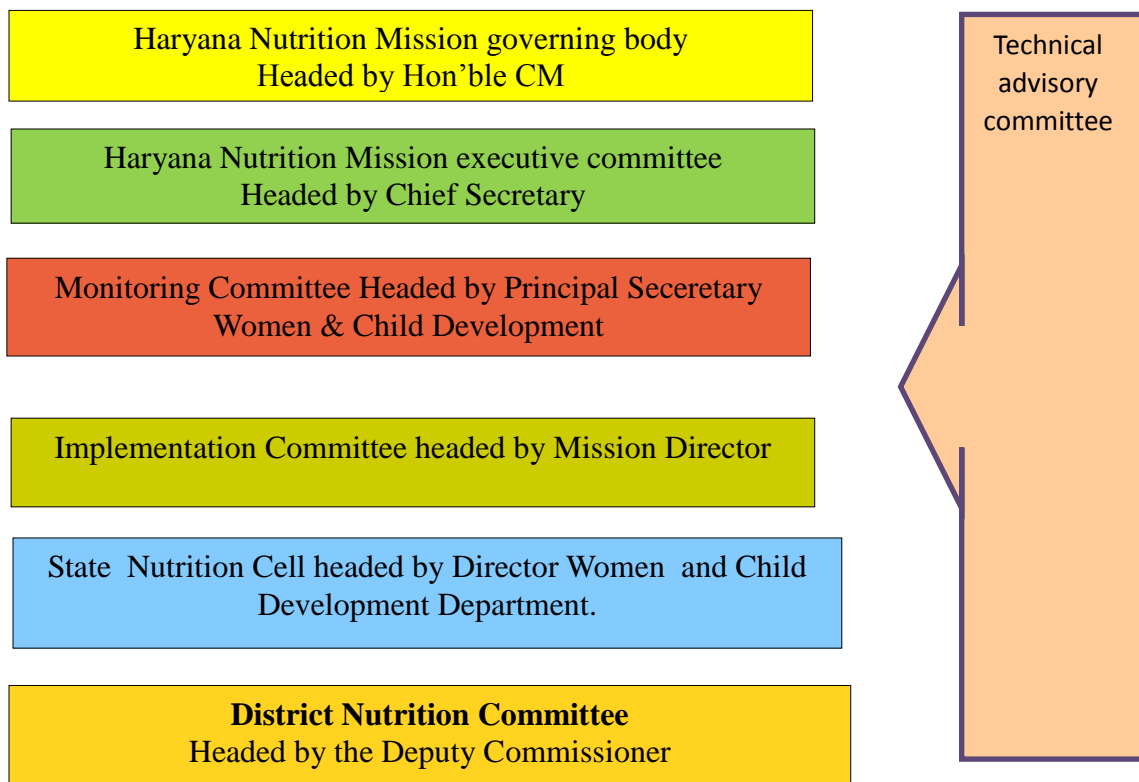 Haryana Nutrition Mission governing body
Headed by Hon’ble CM
Haryana Nutrition Mission executive committee
Headed by Chief Secretary
Monitoring Committee Headed by Principal Seceretary
Women & Child Development
Implementation Committee headed by Mission Director
State Nutrition Cell headed by Director Women and Child
Development Department.
District Nutrition Committee
Headed by the Deputy Commissioner
Technical
advisory
committee